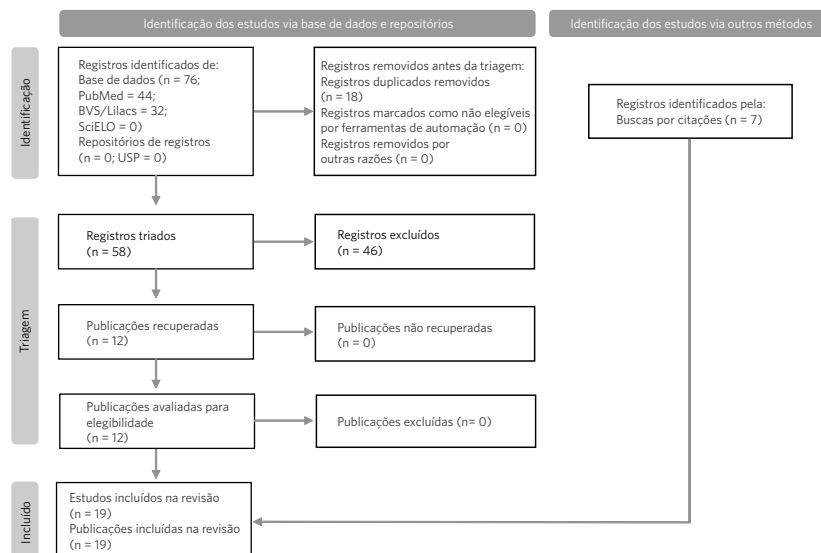 Identificação dos estudos via base de dados e repositórios
Identificação dos estudos via outros métodos
Identificação
Registros identificados de:
Base de dados (n = 76;
PubMed = 44;
BVS/Lilacs = 32;
SciELO = 0)
Repositórios de registros
(n = 0; USP = 0)
Registros removidos antes da triagem:
Registros duplicados removidos
(n = 18)
Registros marcados como não elegíveis
por ferramentas de automação (n = 0)
Registros removidos por
outras razões (n = 0)
Registros identificados pela:
Buscas por citações (n = 7)
Triagem
Registros triados
(n = 58)
Registros excluídos
(n = 46)
Publicações recuperadas
(n = 12)
Publicações não recuperadas
(n = 0)
Publicações avaliadas para
elegibilidade
(n = 12)
Publicações excluídas (n= 0)
Incluído
Estudos incluídos na revisão
(n = 19)
Publicações incluídas na revisão
(n = 19)